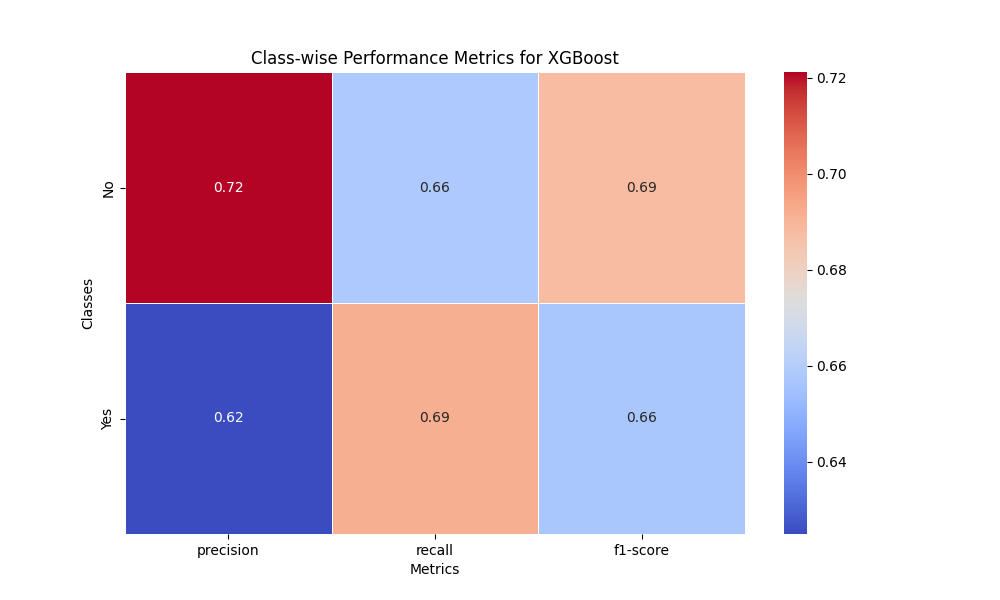 Class-wise Performance Metrics for XGBoost
Classes
No
0.72 0.66 0.69
Yes
0.62 0.69 0.66
precision recall f1-score
Metrics
0.72
0.70
0.68
0.66
0.64